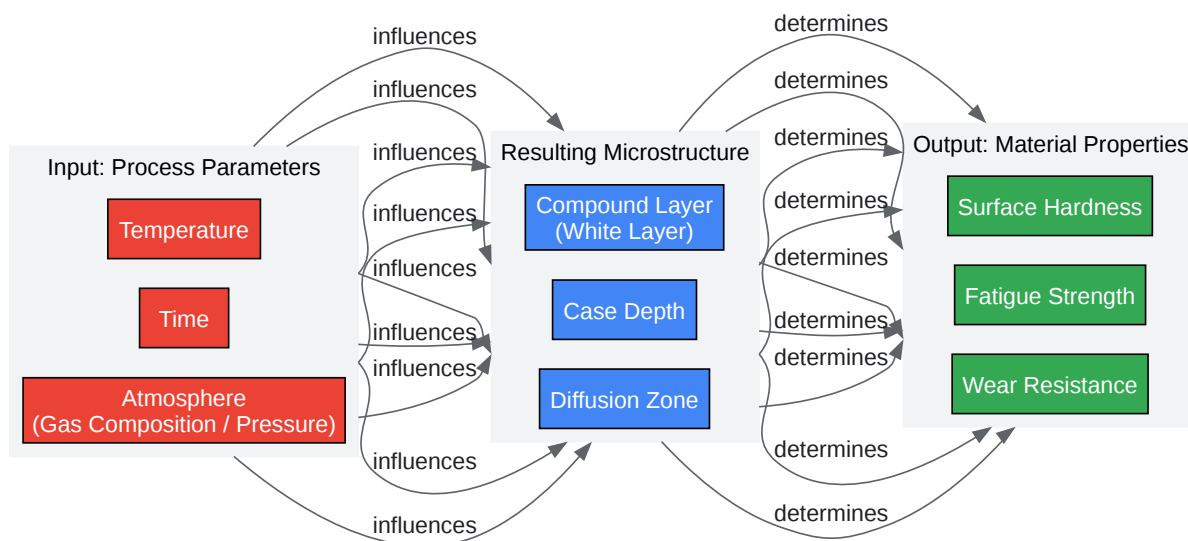 influences
influences
influences
influences
influences
influences
influences
influences
influences
determines
determines
determines
determines
determines
determines
determines
determines
determines
Input: Process Parameters
Temperature
Time
Atmosphere
(Gas Composition / Pressure)
Resulting Microstructure
Compound Layer
(White Layer)
Case Depth
Diffusion Zone
Output: Material Properties
Surface Hardness
Fatigue Strength
Wear Resistance